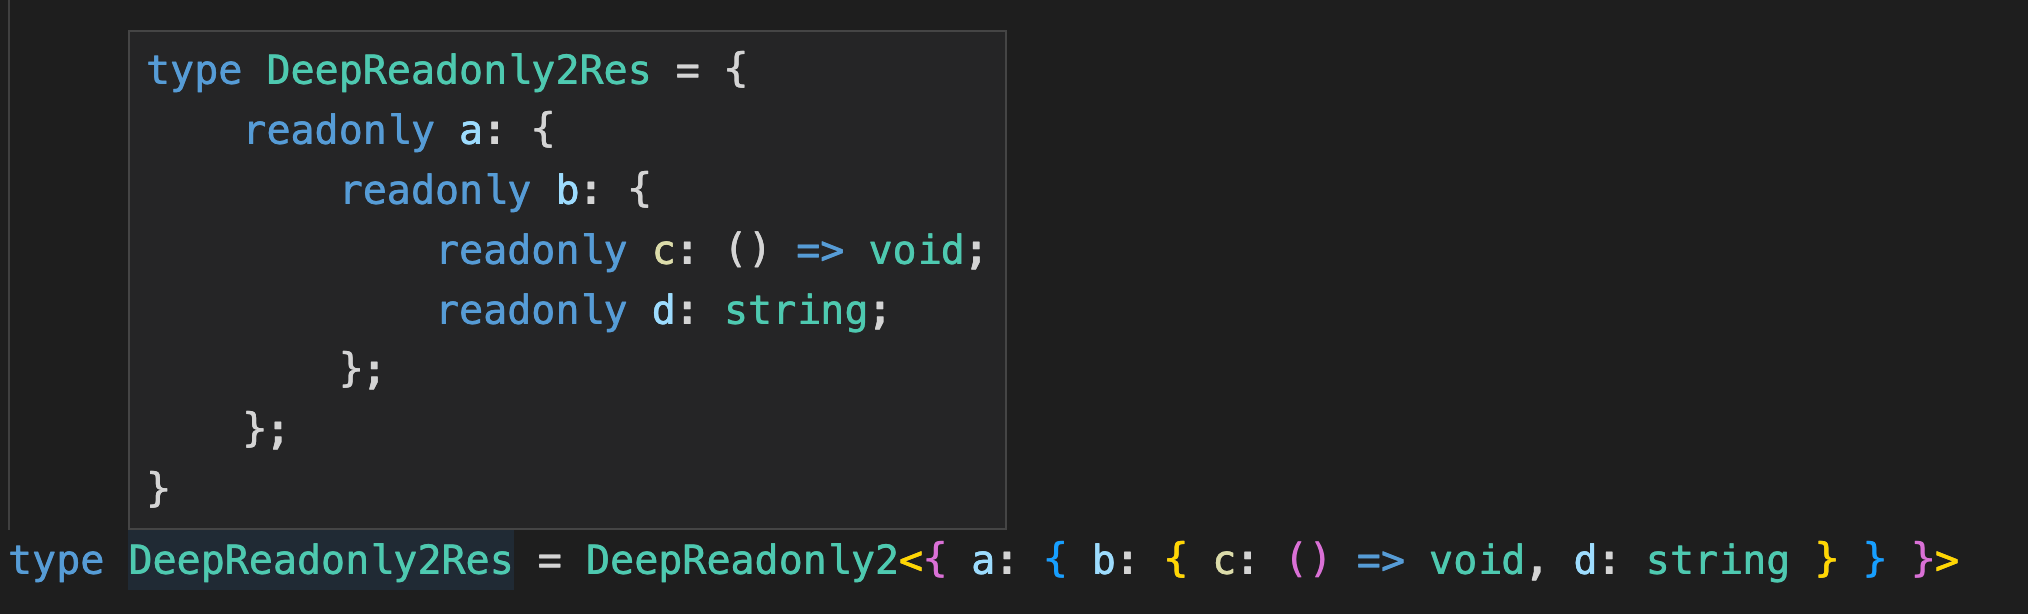 type DeepReadonly2Res = {
    readonly a: {
        readonly b: {
            readonly c: () => void;
            readonly d: string;
        };
    };
}
type DeepReadonly2Res = DeepReadonly2<{ a: { b: { c: () => void, d: string } } }>